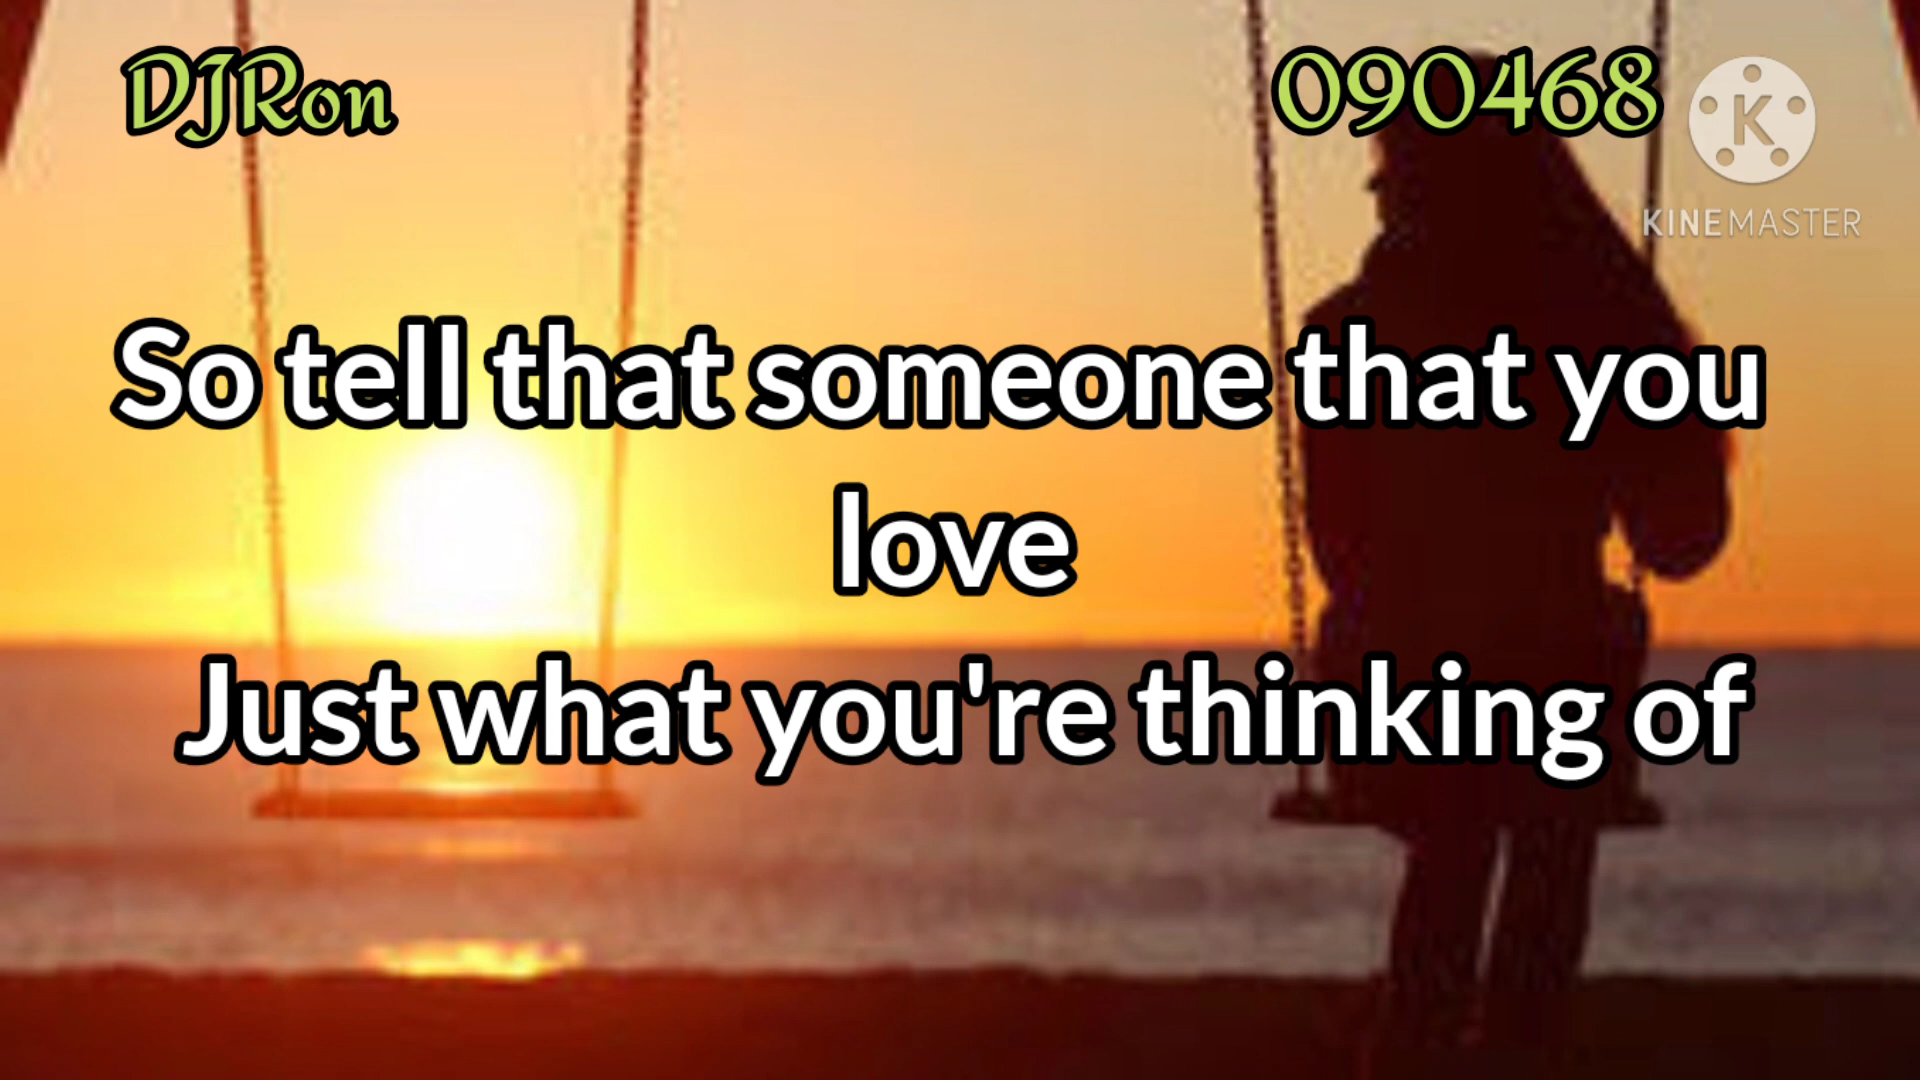 DJRon
090468
K
KINEMASTER
So tell that someone that you
love
Just what you're thinking of